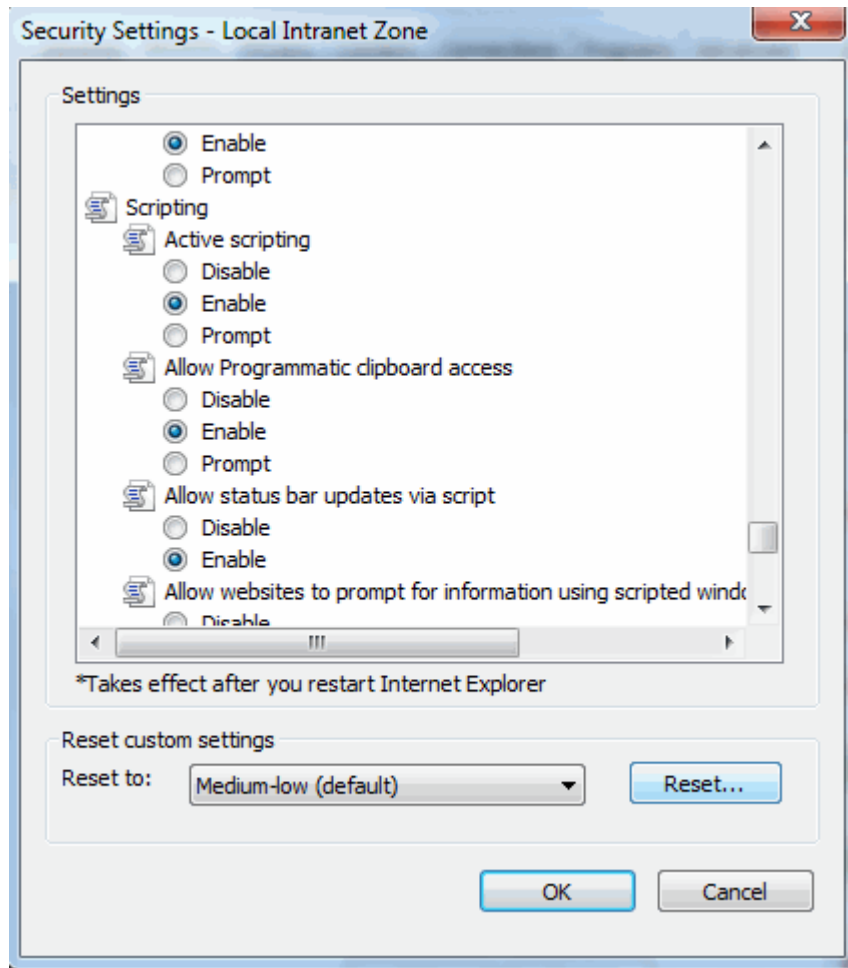 Security Settings - Local Intranet Zone
Settings
Enable
Prompt
Scripting
Active scripting
Disable
Enable
Prompt
Allow Programmatic clipboard access
Disable
Enable
Prompt
Allow status bar updates via script
Disable
Enable
Allow websites to prompt for information using scripted windo
Disable
*Takes effect after you restart Internet Explorer
Reset custom settings
Reset to: Medium-low (default) Reset...
OK Cancel